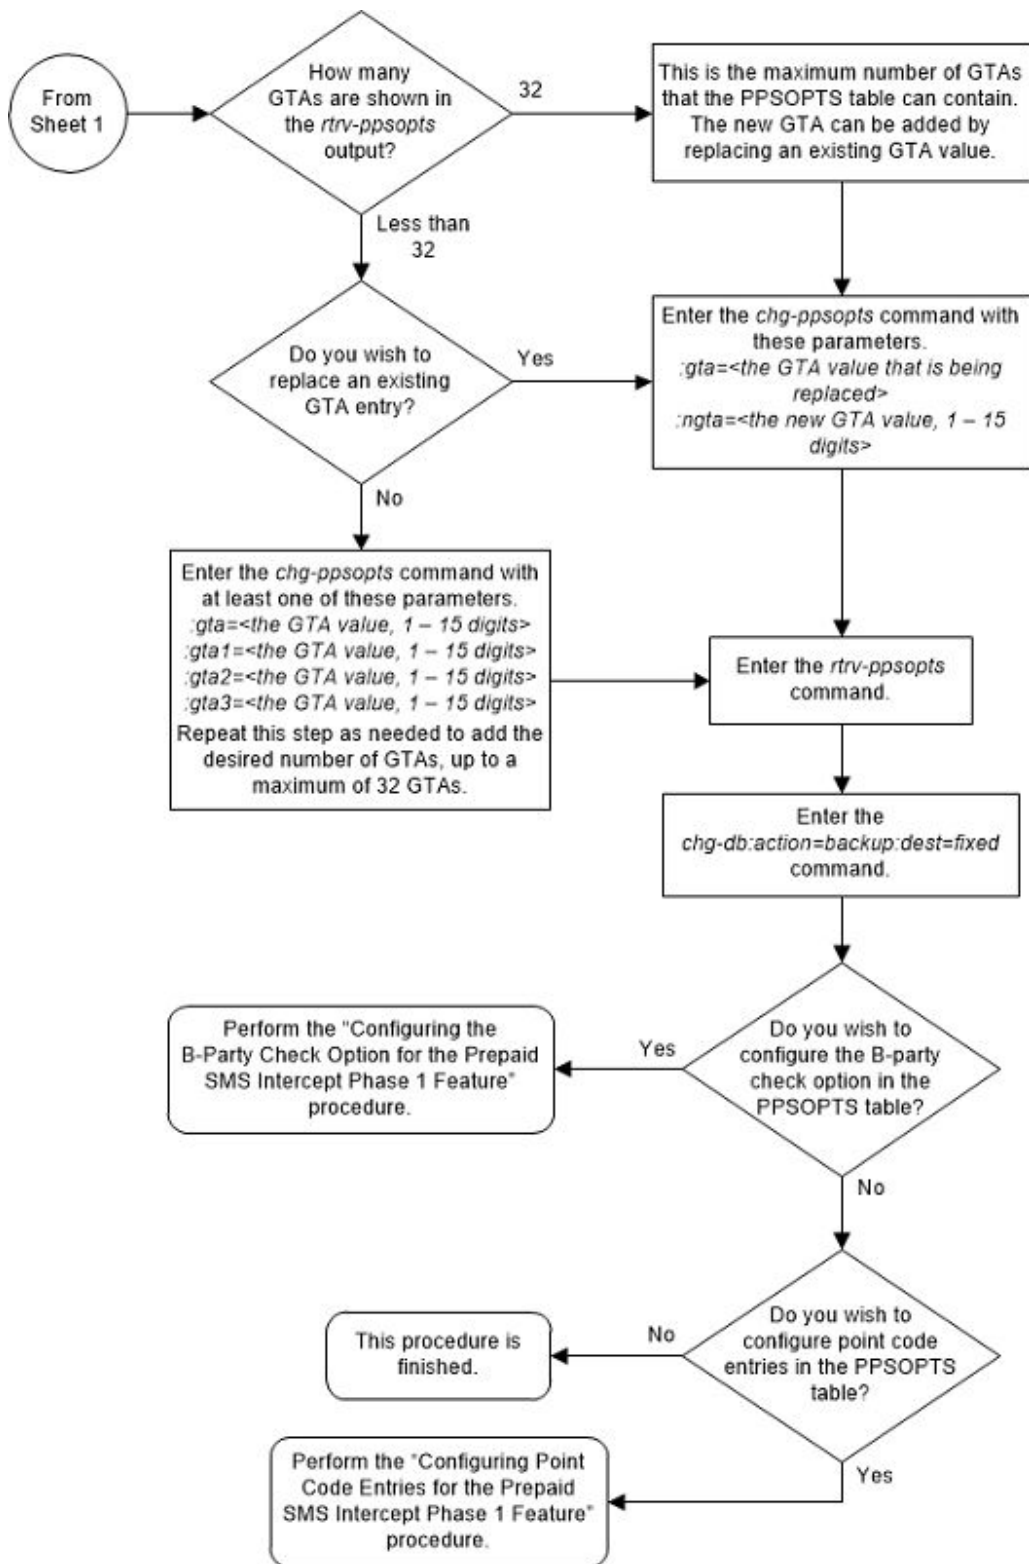 From
Sheet 1
How many
GTAs are shown in
the rtrv-ppsopts
output?
32
This is the maximum number of GTAs
that the PPSOPTS table can contain.
The new GTA can be added by
replacing an existing GTA value.
Less than
32
Do you wish to
replace an existing
GTA entry?
Yes
Enter the chg-ppsopts command with
these parameters.
:gta=<the GTA value that is being
replaced>
:ngta=<the new GTA value, 1 – 15
digits>
No
Enter the chg-ppsopts command with
at least one of these parameters.
:gta=<the GTA value, 1 – 15 digits>
:gta1=<the GTA value, 1 – 15 digits>
:gta2=<the GTA value, 1 – 15 digits>
:gta3=<the GTA value, 1 – 15 digits>
Repeat this step as needed to add the
desired number of GTAs, up to a
maximum of 32 GTAs.
Enter the rtrv-ppsopts
command.
Enter the
chg-db:action=backup:dest=fixed
command.
Do you wish to
configure the B-party
check option in the
PPSOPTS table?
Yes
Perform the "Configuring the
B-Party Check Option for the Prepaid
SMS Intercept Phase 1 Feature"
procedure.
No
Do you wish to
configure point code
entries in the PPSOPTS
table?
No
This procedure is
finished.
Yes
Perform the "Configuring Point
Code Entries for the Prepaid
SMS Intercept Phase 1 Feature"
procedure.